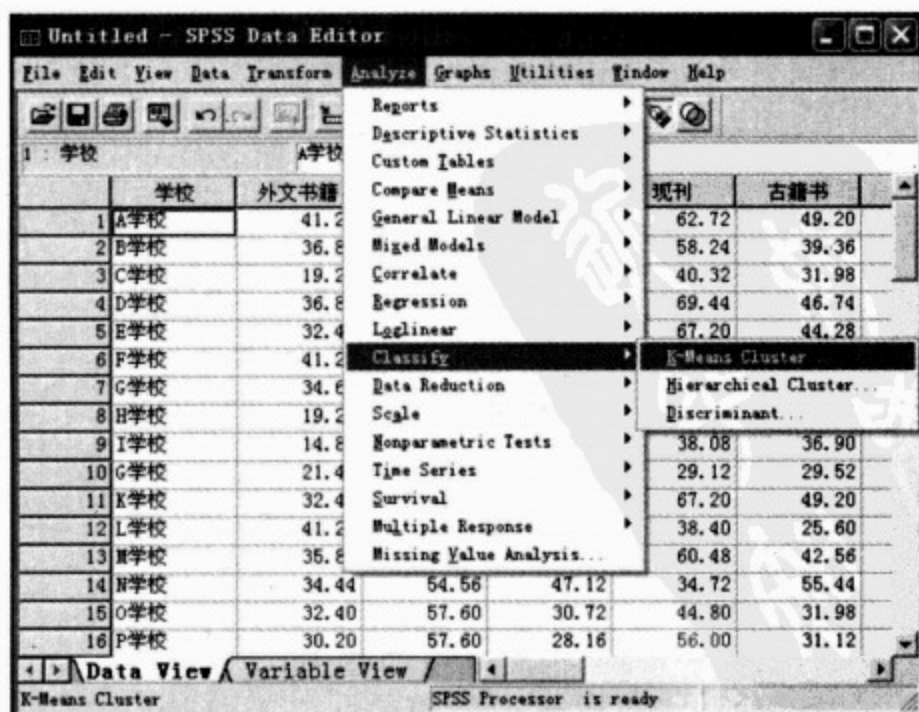 Untitled - SPSS Data Editor
File Edit View Data Transform Analyze Graphs Utilities Window Help
1 : 学校 A学校
学校 外文书籍 现刊 古籍书
1 A学校 41.2 62.72 49.20
2 B学校 36.8 58.24 39.36
3 C学校 19.2 40.32 31.98
4 D学校 36.8 69.44 46.74
5 E学校 32.4 67.20 44.28
6 F学校 41.2
7 G学校 34.6
8 H学校 19.2
9 I学校 14.8 38.08 36.90
10 G学校 21.4 29.12 29.52
11 K学校 32.4 67.20 49.20
12 L学校 41.2 38.40 25.60
13 M学校 35.8 60.48 42.56
14 N学校 34.44 54.56 47.12 34.72 55.44
15 O学校 32.40 57.60 30.72 44.80 31.98
16 P学校 30.20 57.60 28.16 56.00 31.12
Reports
Descriptive Statistics
Custom Tables
Compare Means
General Linear Model
Mixed Models
Correlate
Regression
Loglinear
Classify
Data Reduction
Scale
Nonparametric Tests
Time Series
Survival
Multiple Response
Missing Value Analysis...
K-Means Cluster...
Hierarchical Cluster...
Discriminant...
Data View Variable View
K-Means Cluster SPSS Processor is ready